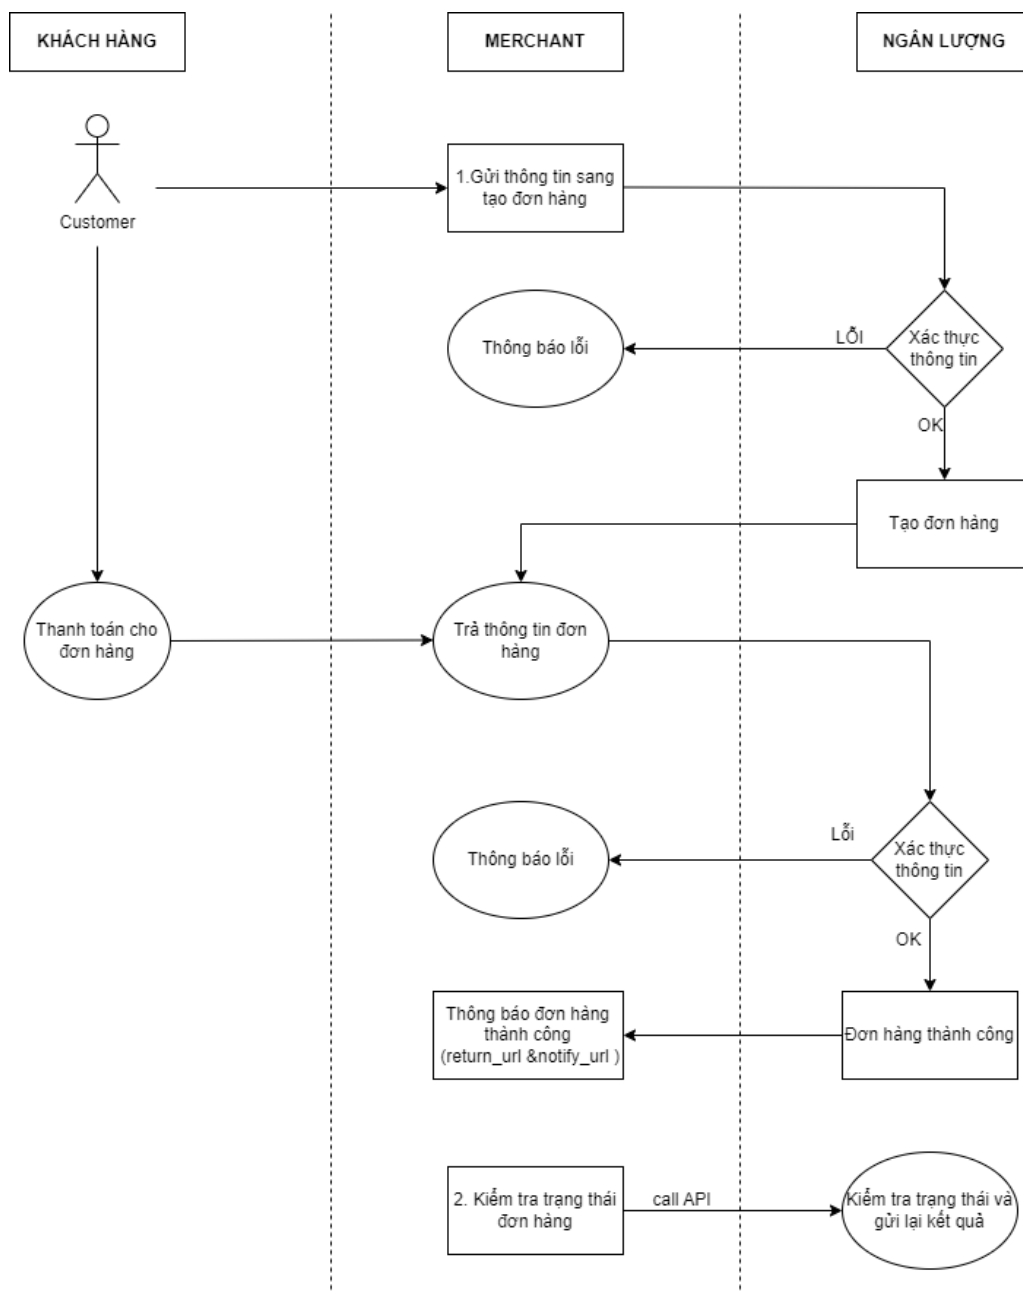 KHÁCH HÀNG
MERCHANT
NGÂN LƯỢNG
Customer
1.Gửi thông tin sang
tạo đơn hàng
Thông báo lỗi
LỖI
Xác thực
thông tin
OK
Tạo đơn hàng
Thanh toán cho
đơn hàng
Trả thông tin đơn
hàng
Thông báo lỗi
Lỗi
Xác thực
thông tin
OK
Thông báo đơn hàng
thành công
(return_url &notify_url )
Đơn hàng thành công
2. Kiểm tra trạng thái
đơn hàng
call API
Kiểm tra trạng thái và
gửi lại kết quả